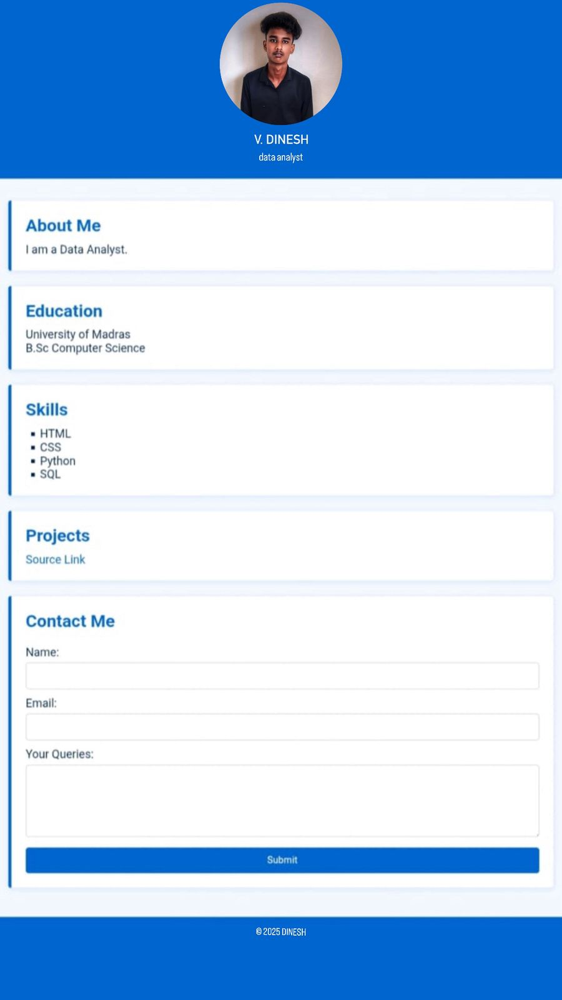 V. DINESH
data analyst
About Me
I am a Data Analyst.
Education
University of Madras
B.Sc Computer Science
Skills
▪ HTML
▪ CSS
▪ Python
▪ SQL
Projects
Source Link
Contact Me
Name:
Email:
Your Queries:
Submit
© 2025 DINESH